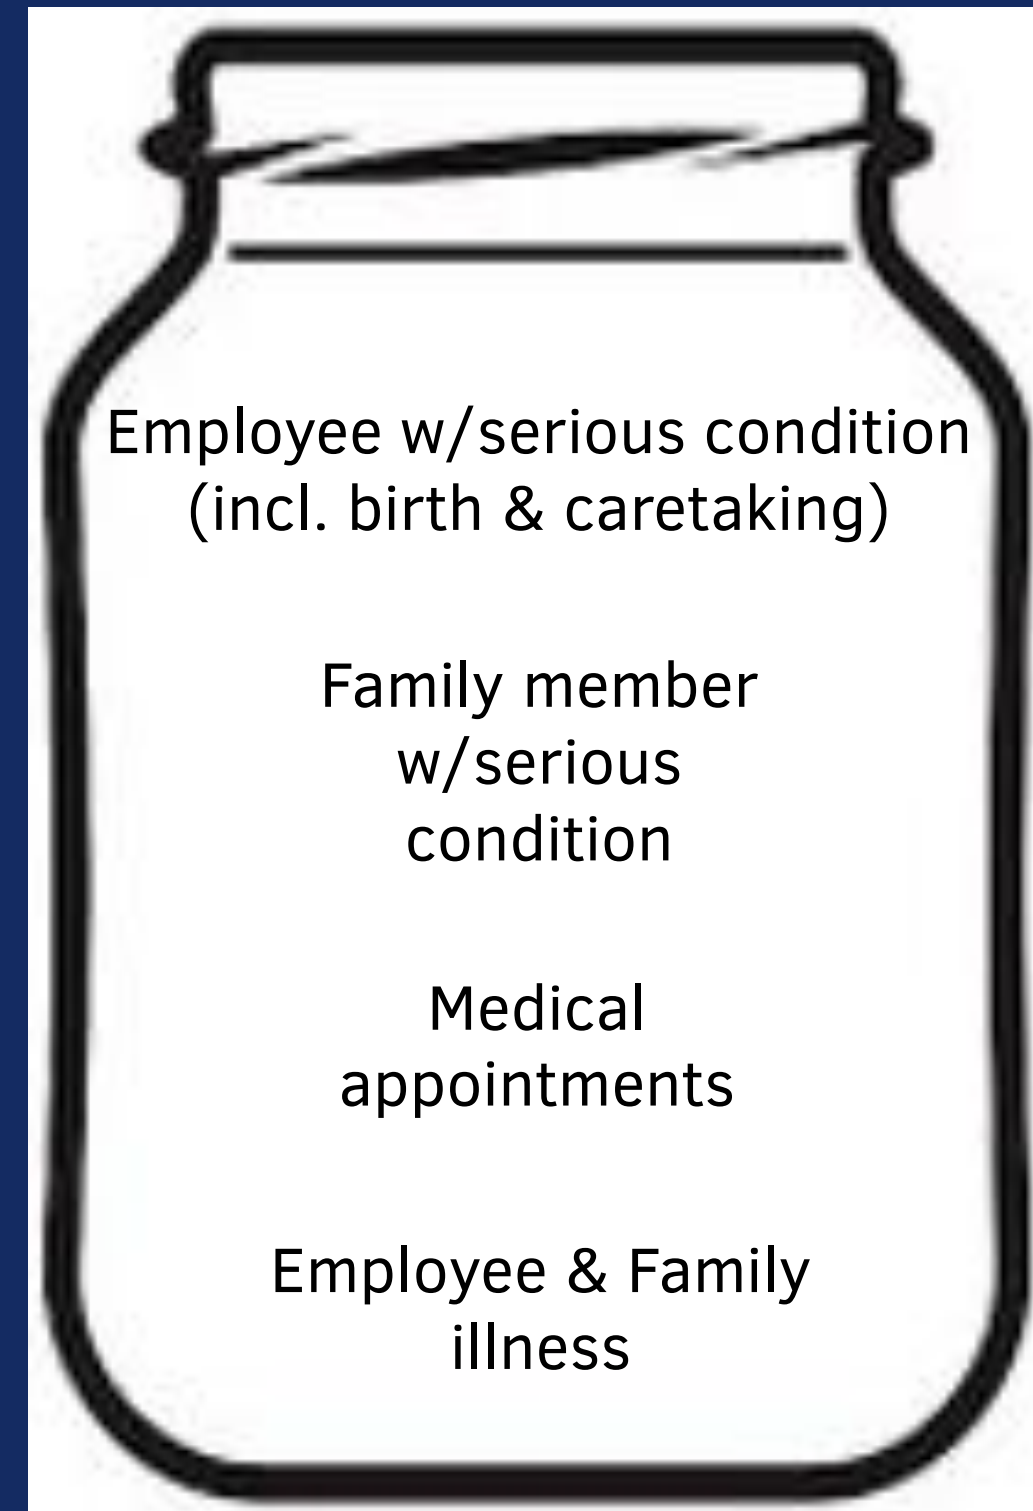 Employee w/serious condition
(incl. birth & caretaking)
Family member
w/serious
condition
Medical
appointments
Employee & Family
illness